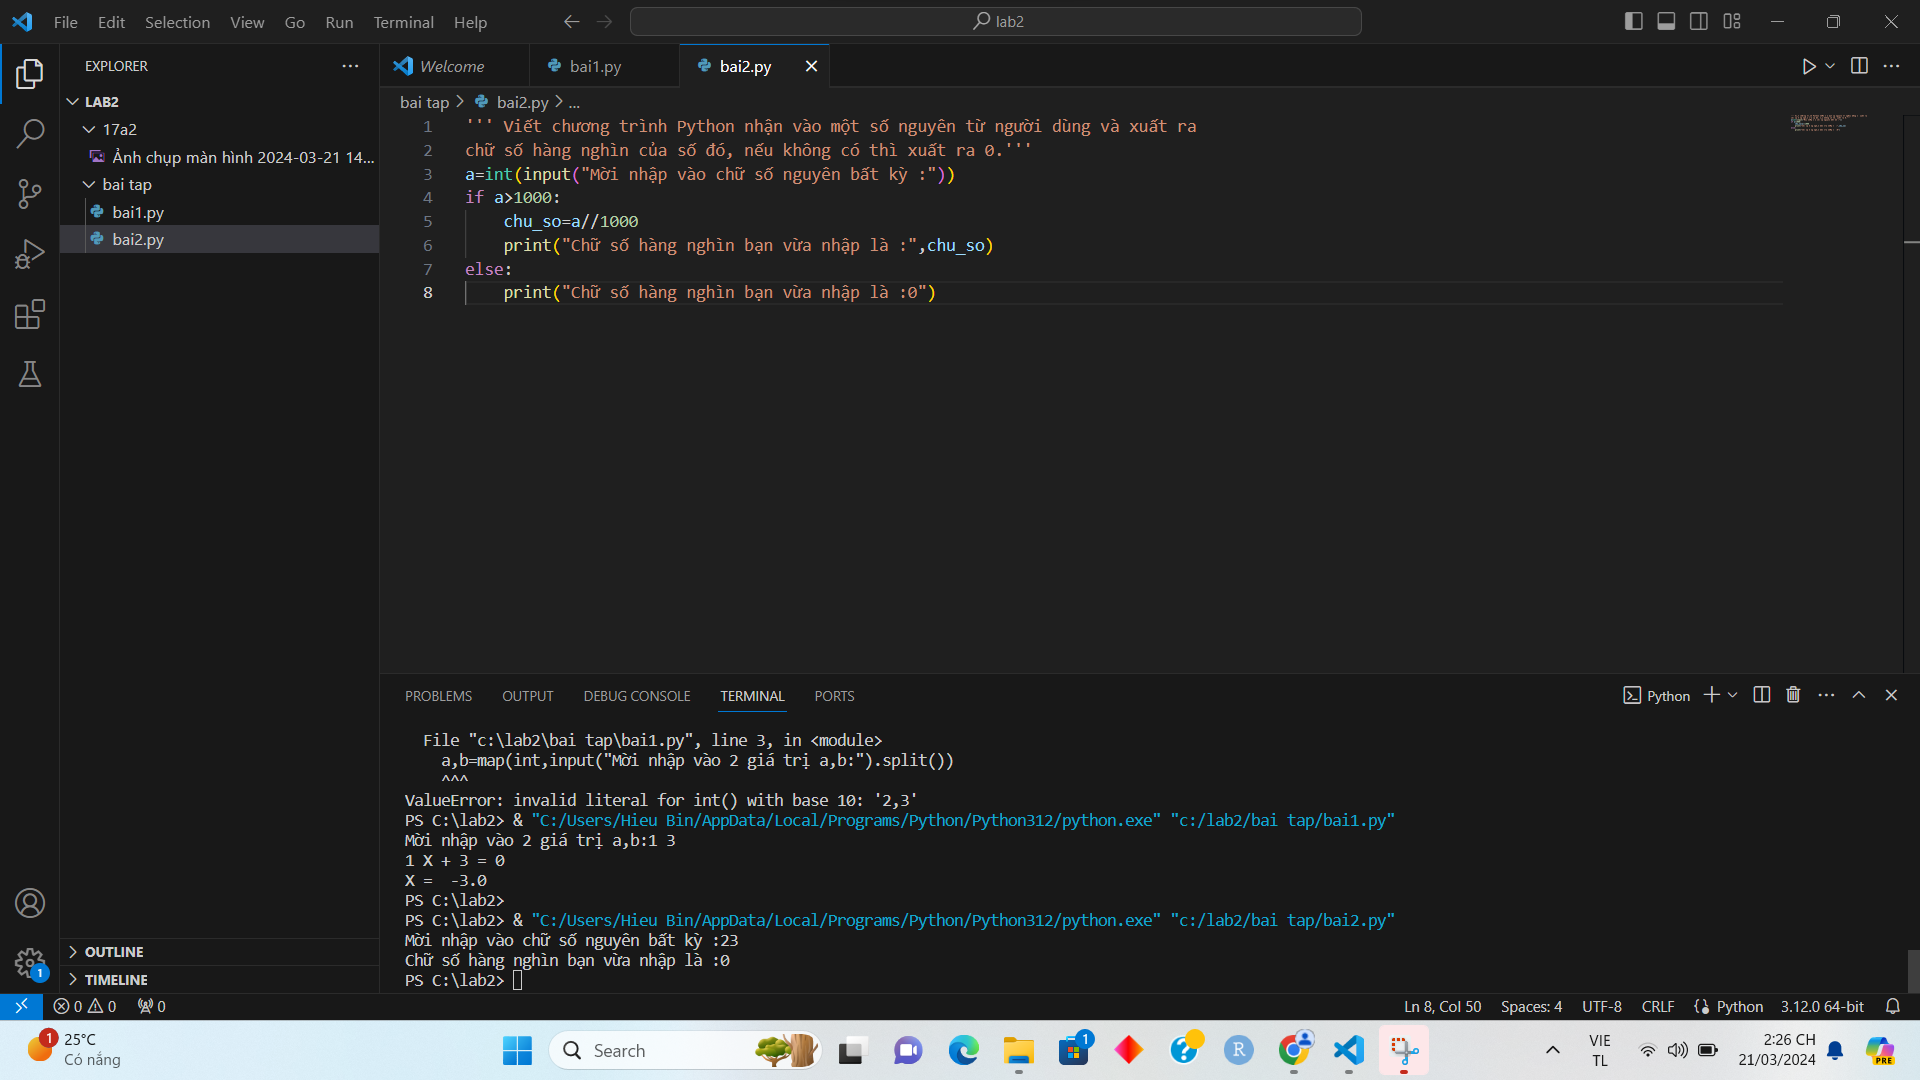 File Edit Selection View Go Run Terminal Help
lab2
EXPLORER
LAB2
17a2
Ảnh chụp màn hình 2024-03-21 14...
bai tap
bai1.py
bai2.py
OUTLINE
TIMELINE
Welcome
bai1.py
bai2.py
bai tap > bai2.py > ...
1 ''' Viết chương trình Python nhận vào một số nguyên từ người dùng và xuất ra
2 chữ số hàng nghìn của số đó, nếu không có thì xuất ra 0.'''
3 a=int(input("Mời nhập vào chữ số nguyên bất kỳ :"))
4 if a>1000:
5     chu_so=a//1000
6     print("Chữ số hàng nghìn bạn vừa nhập là :",chu_so)
7 else:
8     print("Chữ số hàng nghìn bạn vừa nhập là :0")
PROBLEMS OUTPUT DEBUG CONSOLE TERMINAL PORTS
Python
File "c:\lab2\bai tap\bai1.py", line 3, in <module>
a,b=map(int,input("Mời nhập vào 2 giá trị a,b:").split())
^^^
ValueError: invalid literal for int() with base 10: '2,3'
PS C:\lab2> & "C:/Users/Hieu Bin/AppData/Local/Programs/Python/Python312/python.exe" "c:/lab2/bai tap/bai1.py"
Mời nhập vào 2 giá trị a,b:1 3
1 X + 3 = 0
X =  -3.0
PS C:\lab2>
PS C:\lab2> & "C:/Users/Hieu Bin/AppData/Local/Programs/Python/Python312/python.exe" "c:/lab2/bai tap/bai2.py"
Mời nhập vào chữ số nguyên bất kỳ :23
Chữ số hàng nghìn bạn vừa nhập là :0
PS C:\lab2>
1
0 0 0
Ln 8, Col 50 Spaces: 4 UTF-8 CRLF Python 3.12.0 64-bit
1
25°C
Có nắng
Search
1
R
VIE
TL
2:26 CH
21/03/2024
PRE